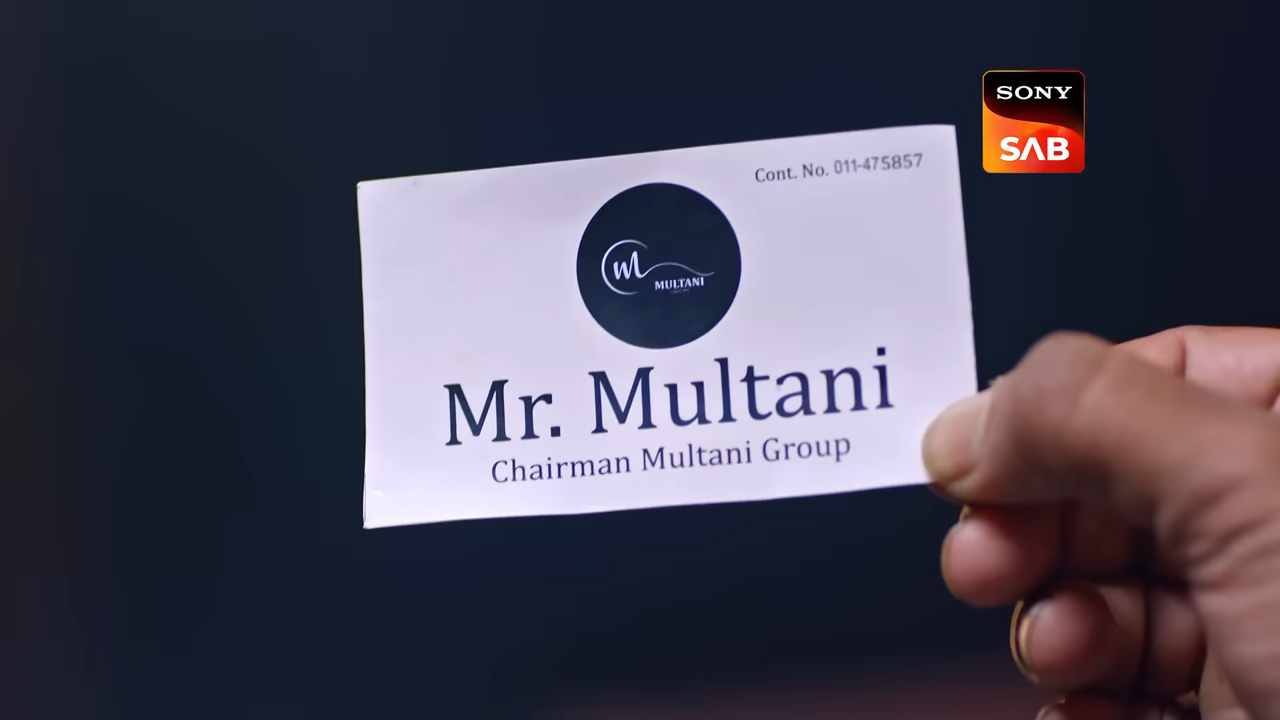 SONY
SAB
Cont. No. 011-475857
m
MULTANI
Mr. Multani
Chairman Multani Group